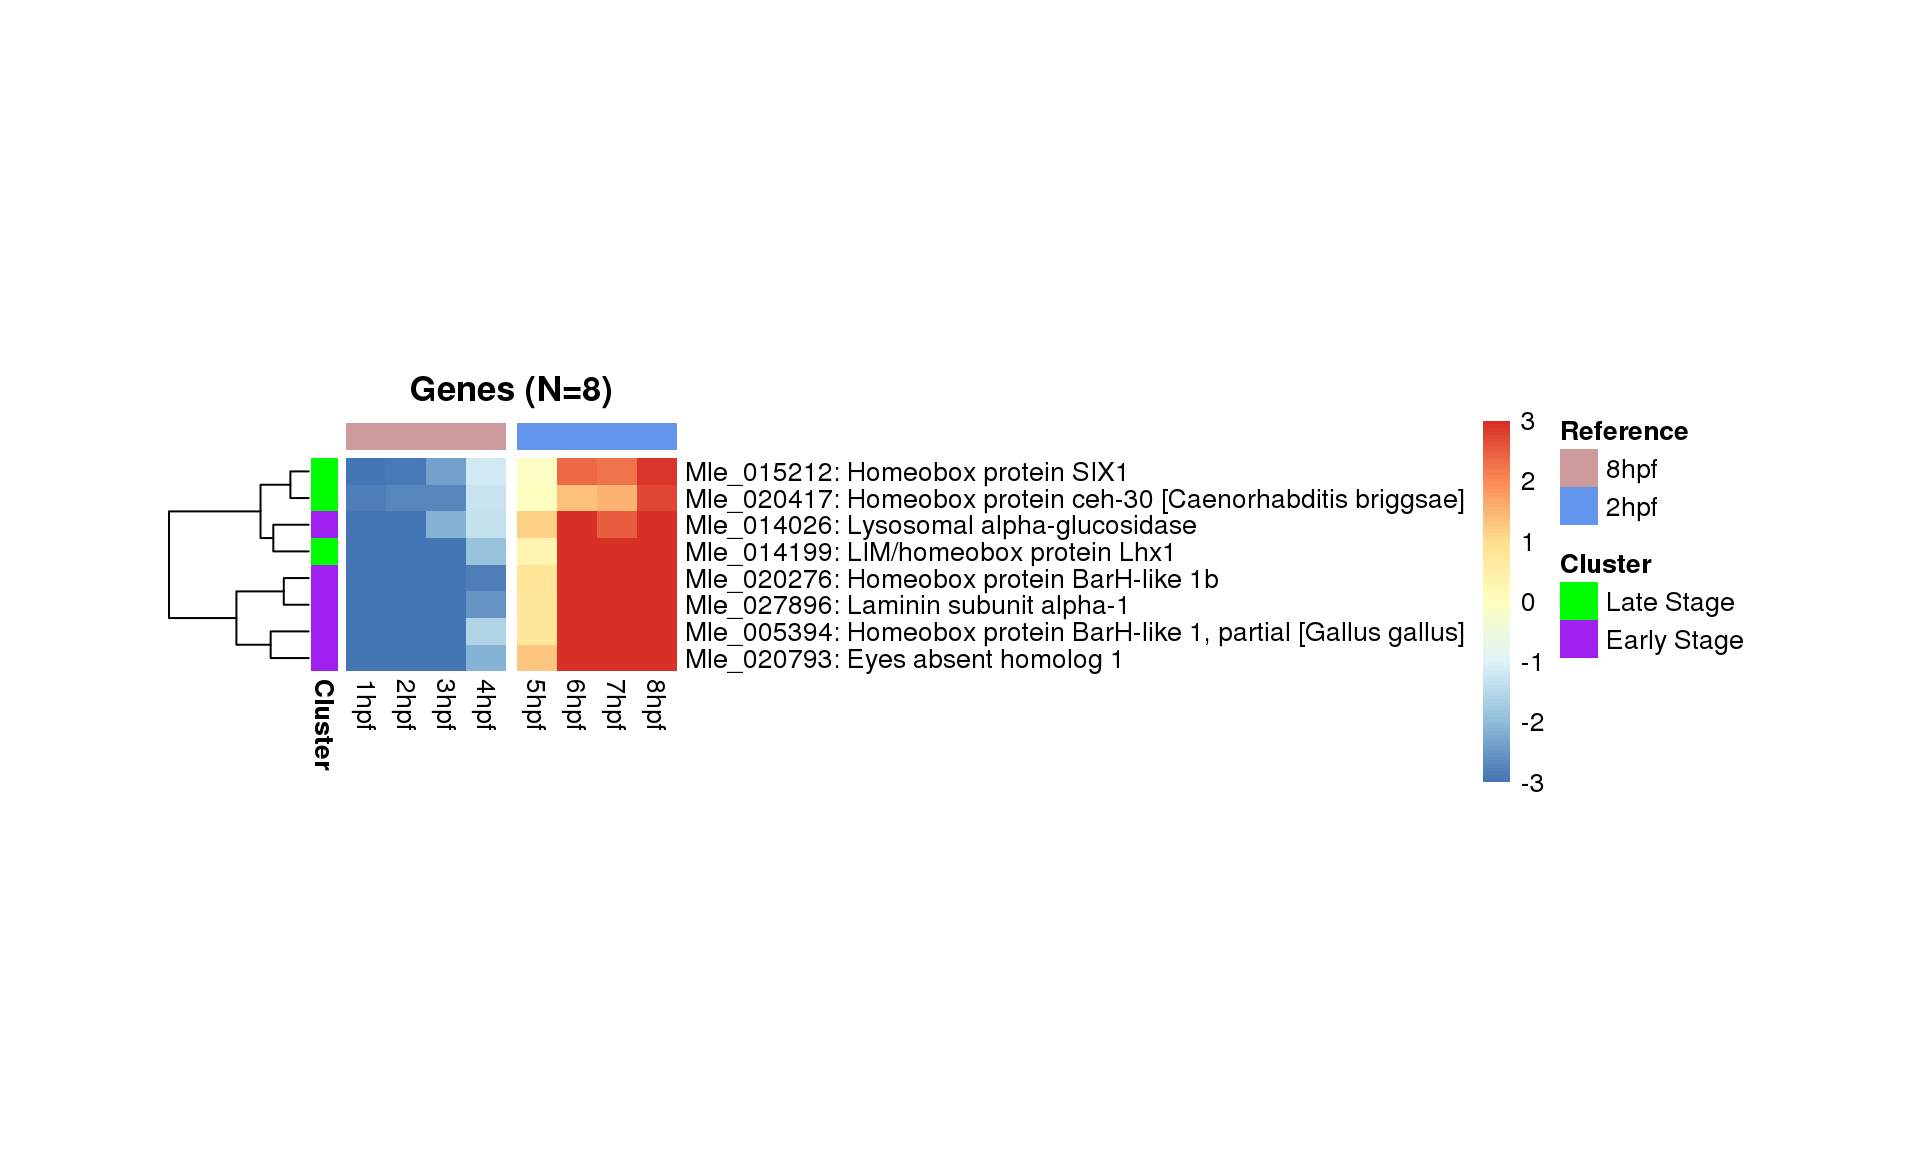 Genes (N=8)
Mle_015212: Homeobox protein SIX1
Mle_020417: Homeobox protein ceh-30 [Caenorhabditis briggsae]
Mle_014026: Lysosomal alpha-glucosidase
Mle_014199: LIM/homeobox protein Lhx1
Mle_020276: Homeobox protein BarH-like 1b
Mle_027896: Laminin subunit alpha-1
Mle_005394: Homeobox protein BarH-like 1, partial [Gallus gallus]
Mle_020793: Eyes absent homolog 1
Cluster
1hpf
2hpf
3hpf
4hpf
5hpf
6hpf
7hpf
8hpf
3
2
1
0
-1
-2
-3
Reference
8hpf
2hpf
Cluster
Late Stage
Early Stage